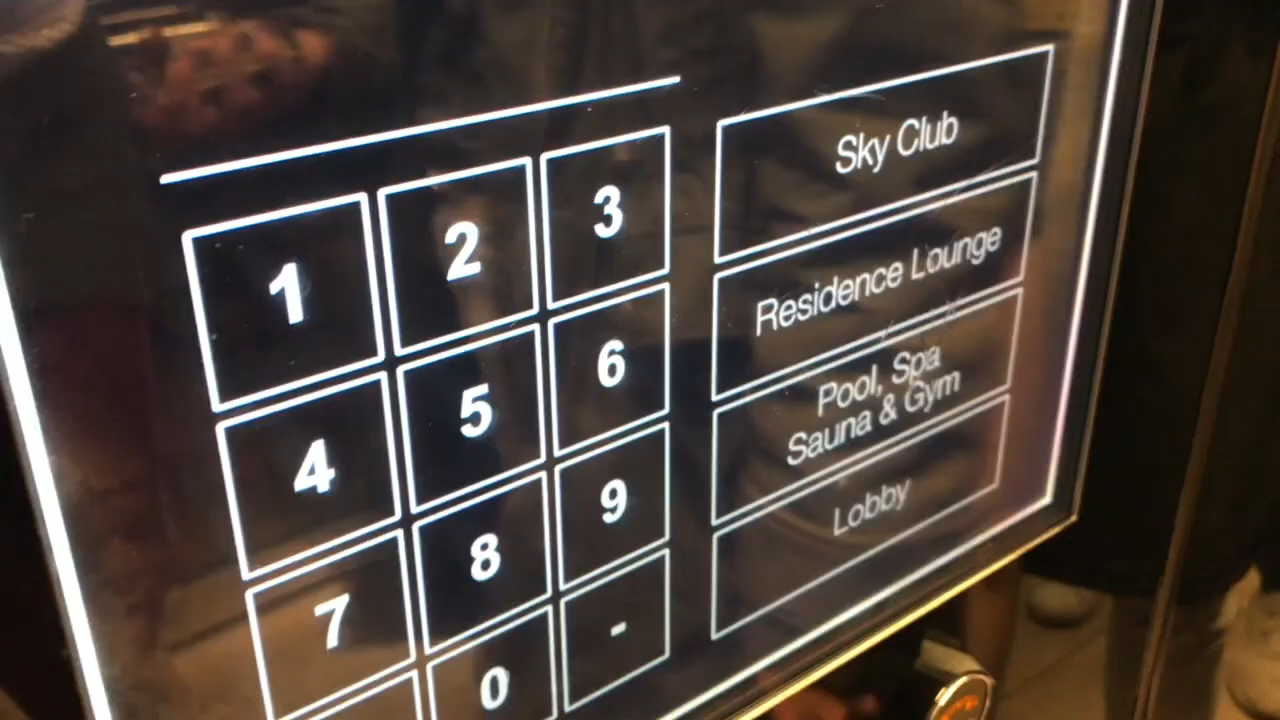 1 2 3
4 5 6
7 8 9
0 -
Sky Club
Residence Lounge
Pool, Spa
Sauna & Gym
Lobby